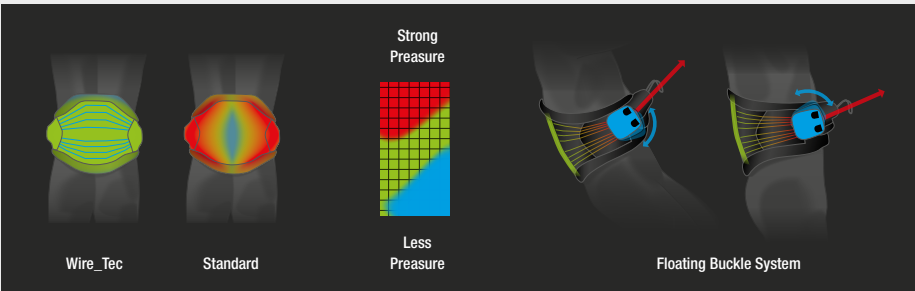 Strong
Preasure
Less
Preasure
Wire_Tec
Standard
Floating Buckle System